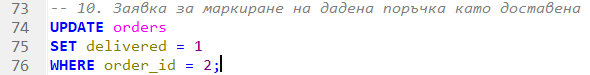 73 -- 10. Заявка за маркиране на дадена поръчка като доставена
74 UPDATE orders
75 SET delivered = 1
76 WHERE order_id = 2;